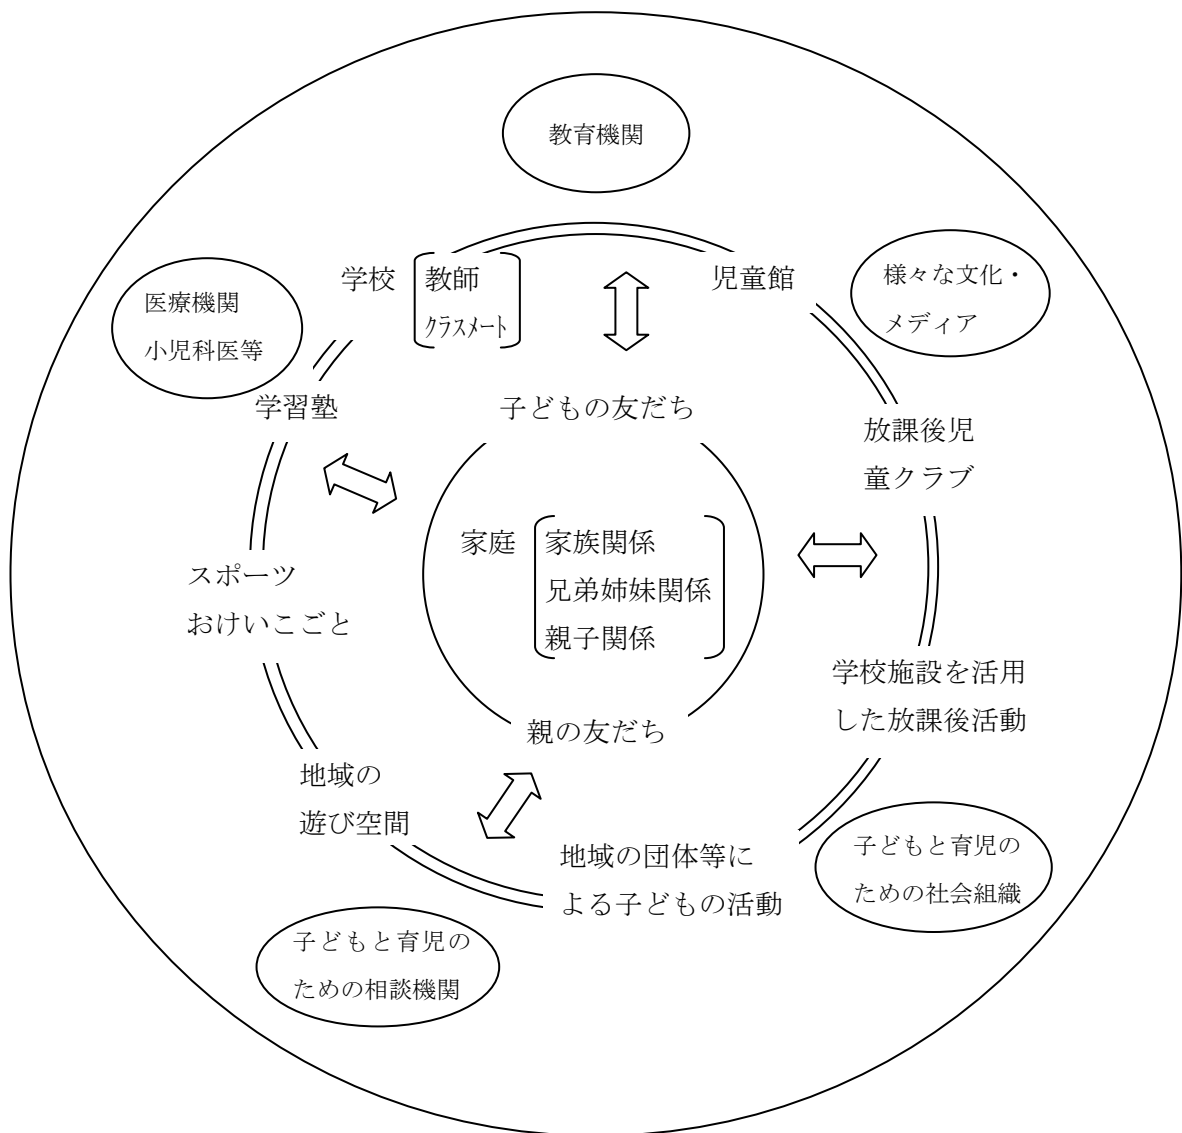 教育機関
学校
教師
クラスメート
児童館
様々な文化・
メディア
医療機関
小児科医等
学習塾
子どもの友だち
放課後児
童クラブ
家庭
家族関係
兄弟姉妹関係
親子関係
スポーツ
おけいこごと
学校施設を活用
した放課後活動
親の友だち
地域の
遊び空間
地域の団体等に
よる子どもの活動
子どもと育児の
ための社会組織
子どもと育児の
ための相談機関